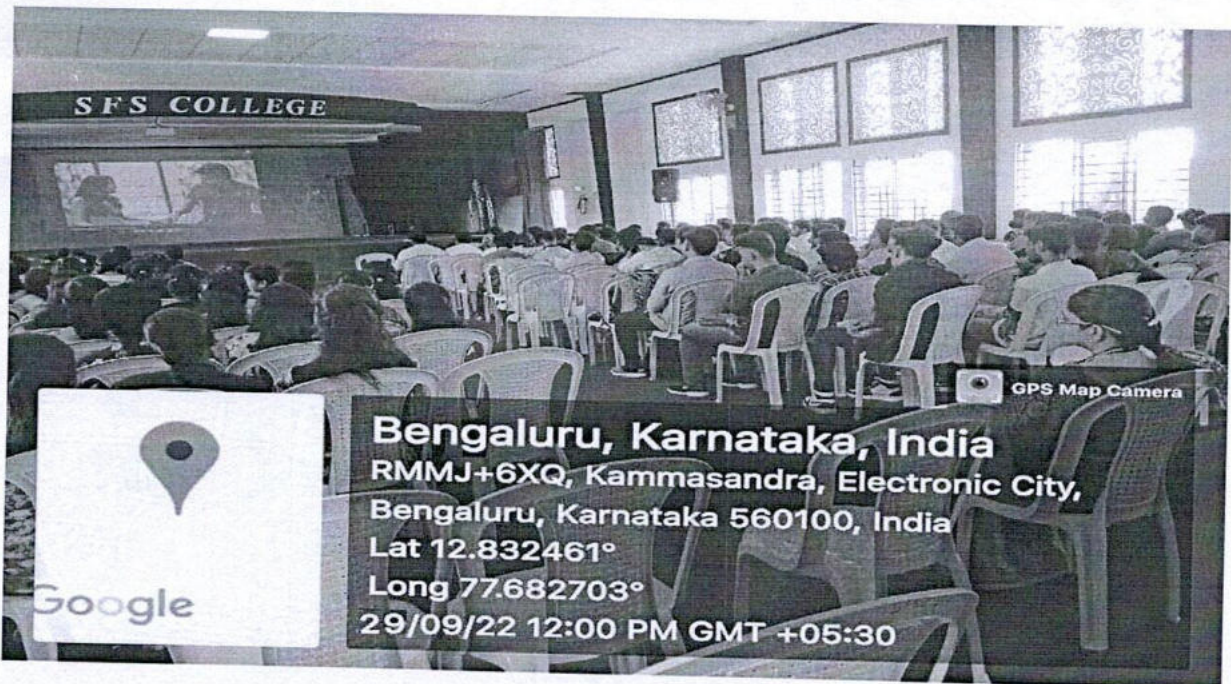 SFS COLLEGE
GPS Map Camera
Bengaluru, Karnataka, India
RMMJ+6XQ, Kammasandra, Electronic City,
Bengaluru, Karnataka 560100, India
Lat 12.832461°
Long 77.682703°
29/09/22 12:00 PM GMT +05:30
Google